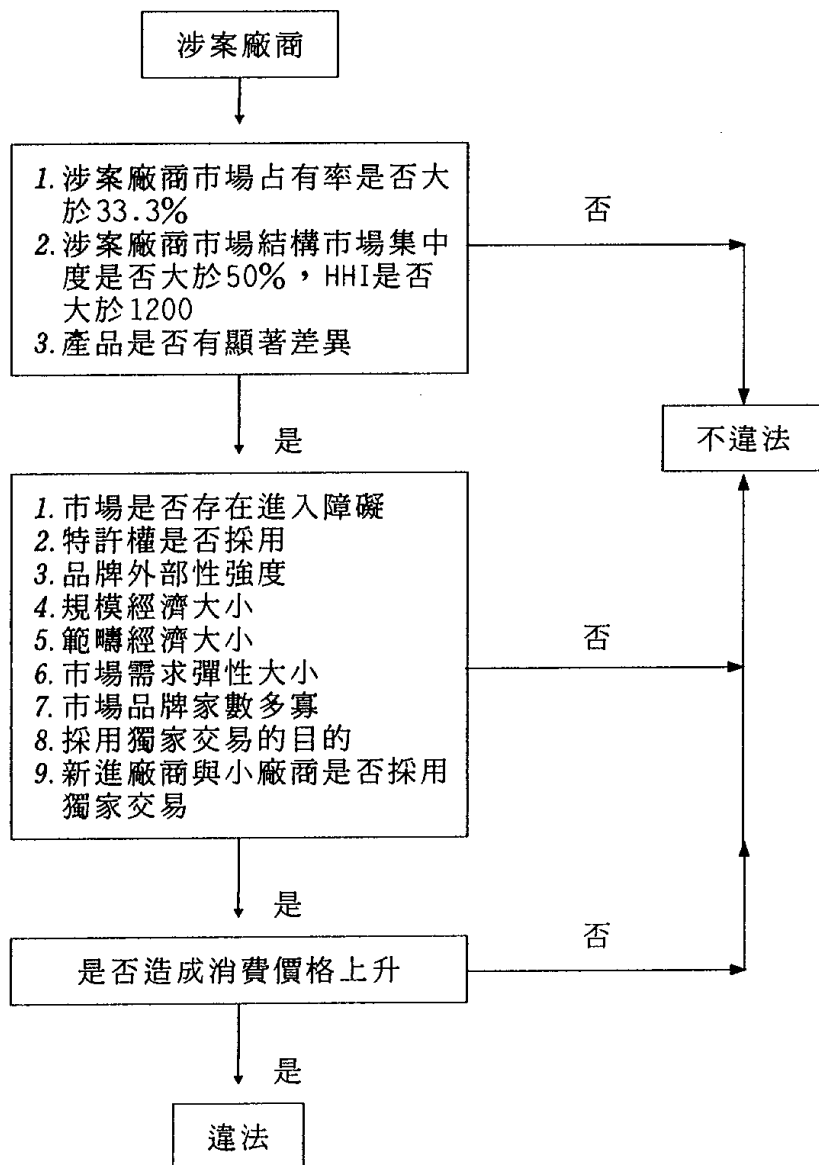 涉案廠商
1. 涉案廠商市場占有率是否大
於33.3%
2. 涉案廠商市場結構市場集中
度是否大於50%，HHI是否
大於1200
3. 產品是否有顯著差異
否
不違法
是
1. 市場是否存在進入障礙
2. 特許權是否採用
3. 品牌外部性強度
4. 規模經濟大小
5. 範疇經濟大小
6. 市場需求彈性大小
7. 市場品牌家數多寡
8. 採用獨家交易的目的
9. 新進廠商與小廠商是否採用
獨家交易
否
是
是否造成消費價格上升
否
是
違法